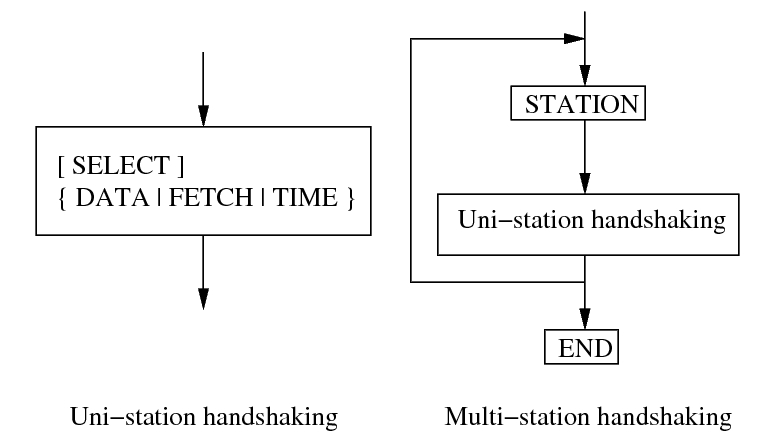 [ SELECT ]
{ DATA | FETCH | TIME }
Uni−station handshaking
STATION
Uni−station handshaking
END
Multi−station handshaking